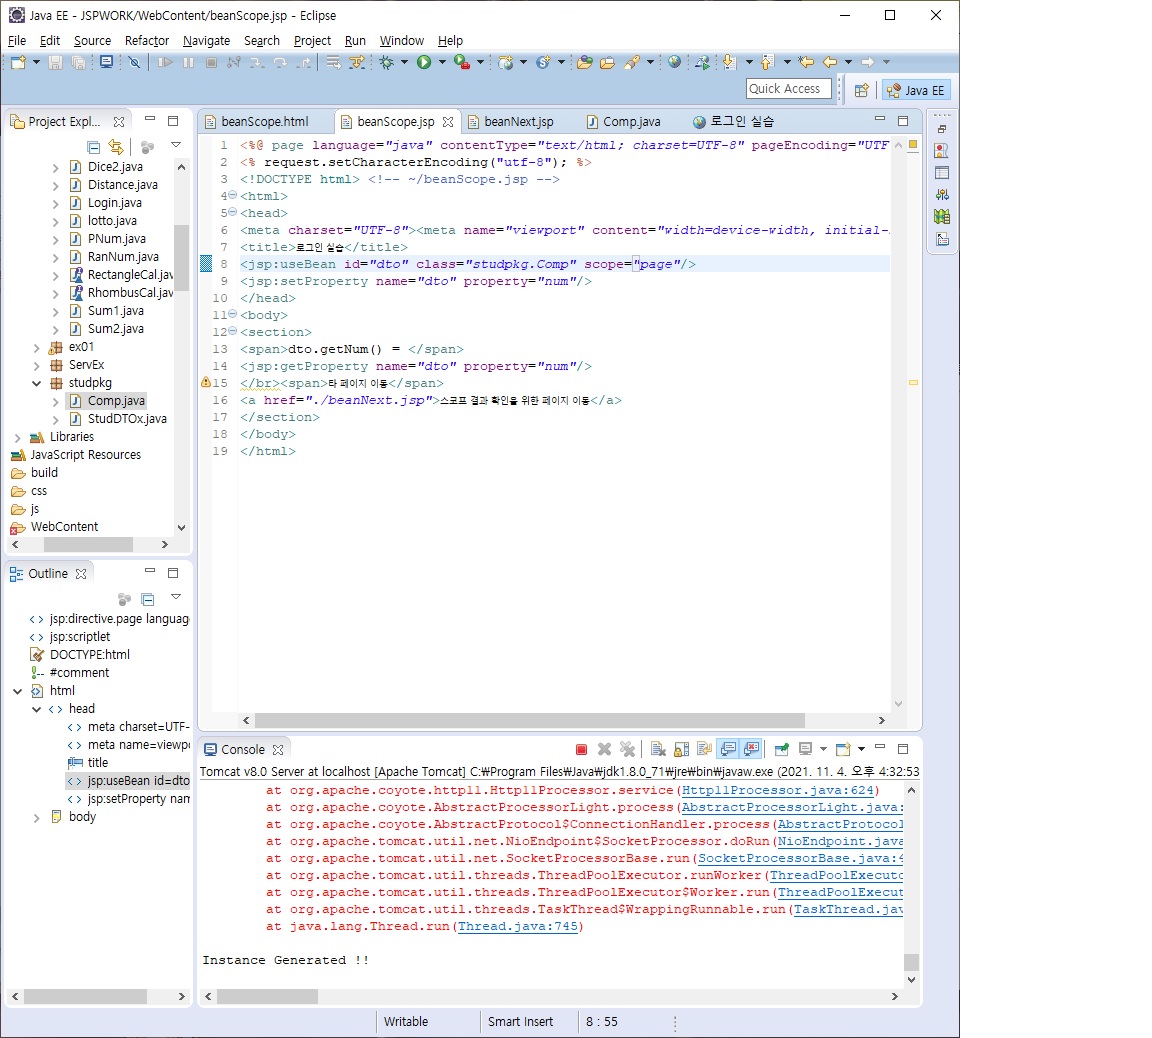 Java EE - JSPWORK/WebContent/beanScope.jsp - Eclipse
File Edit Source Refactor Navigate Search Project Run Window Help
Quick Access
Java EE
Project Expl...
Dice2.java
Distance.java
Login.java
lotto.java
PNum.java
RanNum.java
RectangleCal.jav
RhombusCal.jav
Sum1.java
Sum2.java
ex01
ServEx
studpkg
Comp.java
StudDTOx.java
Libraries
JavaScript Resources
build
css
js
WebContent
Outline
jsp:directive.page languag
jsp:scriptlet
DOCTYPE:html
#comment
html
head
meta charset=UTF-
meta name=viewpo
title
jsp:useBean id=dto
jsp:setProperty nam
body
beanScope.html beanScope.jsp beanNext.jsp Comp.java 로그인 실습
1 <%@ page language="java" contentType="text/html; charset=UTF-8" pageEncoding="UTF
2 <% request.setCharacterEncoding("utf-8"); %>
3 <!DOCTYPE html> <!-- ~/beanScope.jsp -->
4 <html>
5 <head>
6 <meta charset="UTF-8"><meta name="viewport" content="width=device-width, initial-
7 <title>로그인 실습</title>
8 <jsp:useBean id="dto" class="studpkg.Comp" scope="page"/>
9 <jsp:setProperty name="dto" property="num"/>
10 </head>
11 <body>
12 <section>
13 <span>dto.getNum() = </span>
14 <jsp:getProperty name="dto" property="num"/>
15 </br><span>타 페이지 이동</span>
16 <a href="./beanNext.jsp">스코프 결과 확인을 위한 페이지 이동</a>
17 </section>
18 </body>
19 </html>
Console
Tomcat v8.0 Server at localhost [Apache Tomcat] C:₩Program Files₩Java₩jdk1.8.0_71₩jre₩bin₩javaw.exe (2021. 11. 4. 오후 4:32:53
at org.apache.coyote.http11.Http11Processor.service(Http11Processor.java:624)
at org.apache.coyote.AbstractProcessorLight.process(AbstractProcessorLight.java:
at org.apache.coyote.AbstractProtocol$ConnectionHandler.process(AbstractProtocol
at org.apache.tomcat.util.net.NioEndpoint$SocketProcessor.doRun(NioEndpoint.java
at org.apache.tomcat.util.net.SocketProcessorBase.run(SocketProcessorBase.java:4
at org.apache.tomcat.util.threads.ThreadPoolExecutor.runWorker(ThreadPoolExecuto
at org.apache.tomcat.util.threads.ThreadPoolExecutor$Worker.run(ThreadPoolExecut
at org.apache.tomcat.util.threads.TaskThread$WrappingRunnable.run(TaskThread.jav
at java.lang.Thread.run(Thread.java:745)
Instance Generated !!
Writable Smart Insert 8 : 55